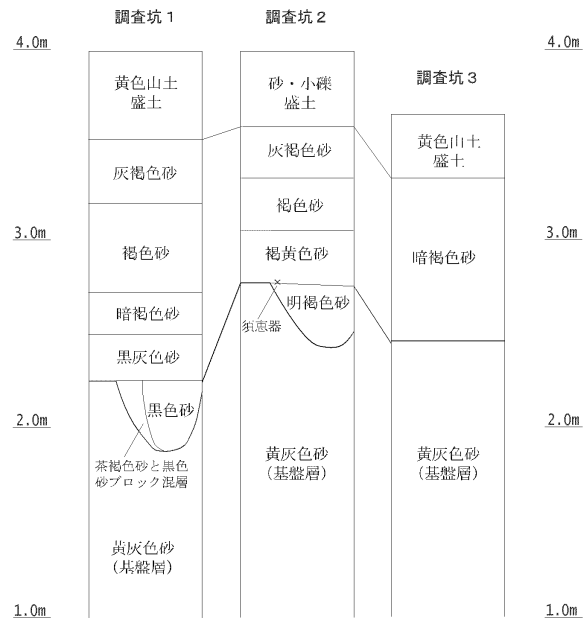 調査坑1
調査坑2
4.0m
4.0m
調査坑3
黄色山土
盛土
砂・小礫
盛土
黄色山土
盛土
灰褐色砂
灰褐色砂
褐色砂
3.0m
3.0m
褐色砂
褐黄色砂
暗褐色砂
暗褐色砂
明褐色砂
須恵器
黒灰色砂
黒色砂
2.0m
2.0m
茶褐色砂と黒色
砂ブロック混層
黄灰色砂
(基盤層)
黄灰色砂
(基盤層)
黄灰色砂
(基盤層)
1.0m
1.0m